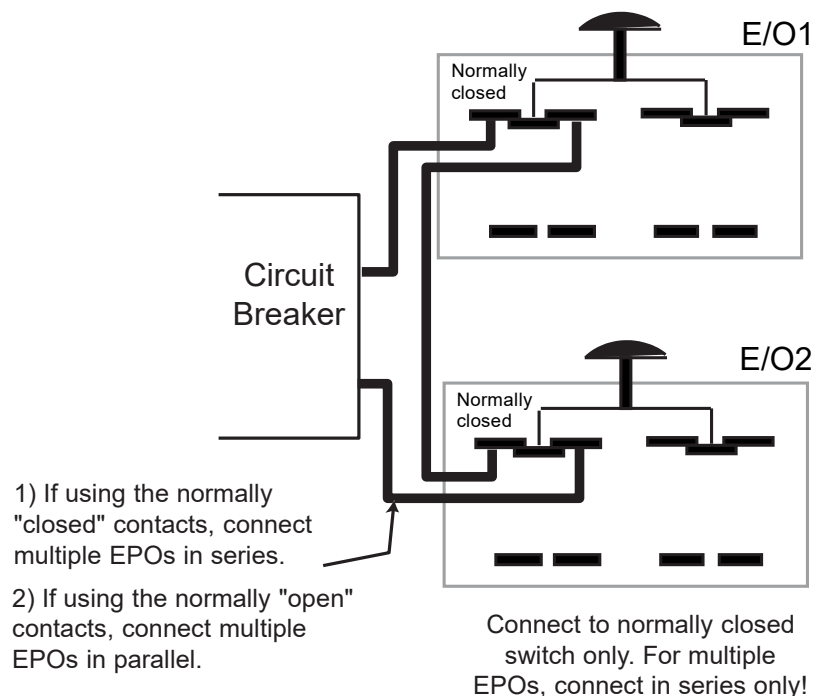 E/O1
Normally
closed
Circuit
Breaker
E/O2
Normally
closed
1) If using the normally
"closed" contacts, connect
multiple EPOs in series.
2) If using the normally "open"
contacts, connect multiple
EPOs in parallel.
Connect to normally closed
switch only. For multiple
EPOs, connect in series only!